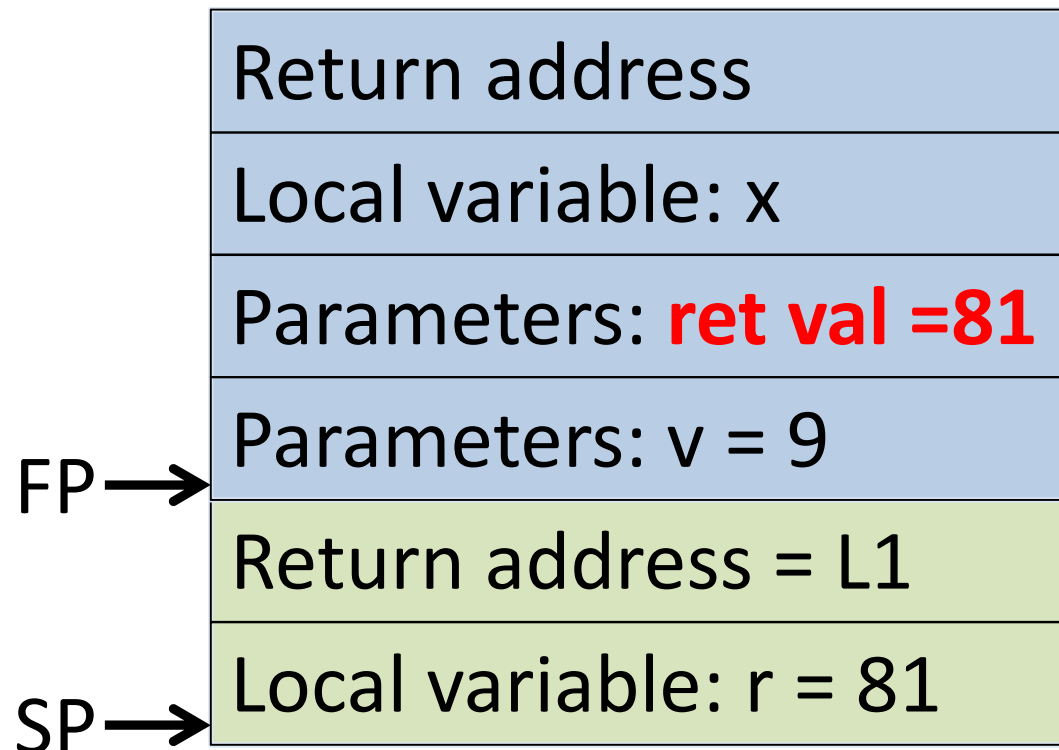 Return address
Local variable: x
Parameters: ret val =81
Parameters: v = 9
FP
Return address = L1
Local variable: r = 81
SP